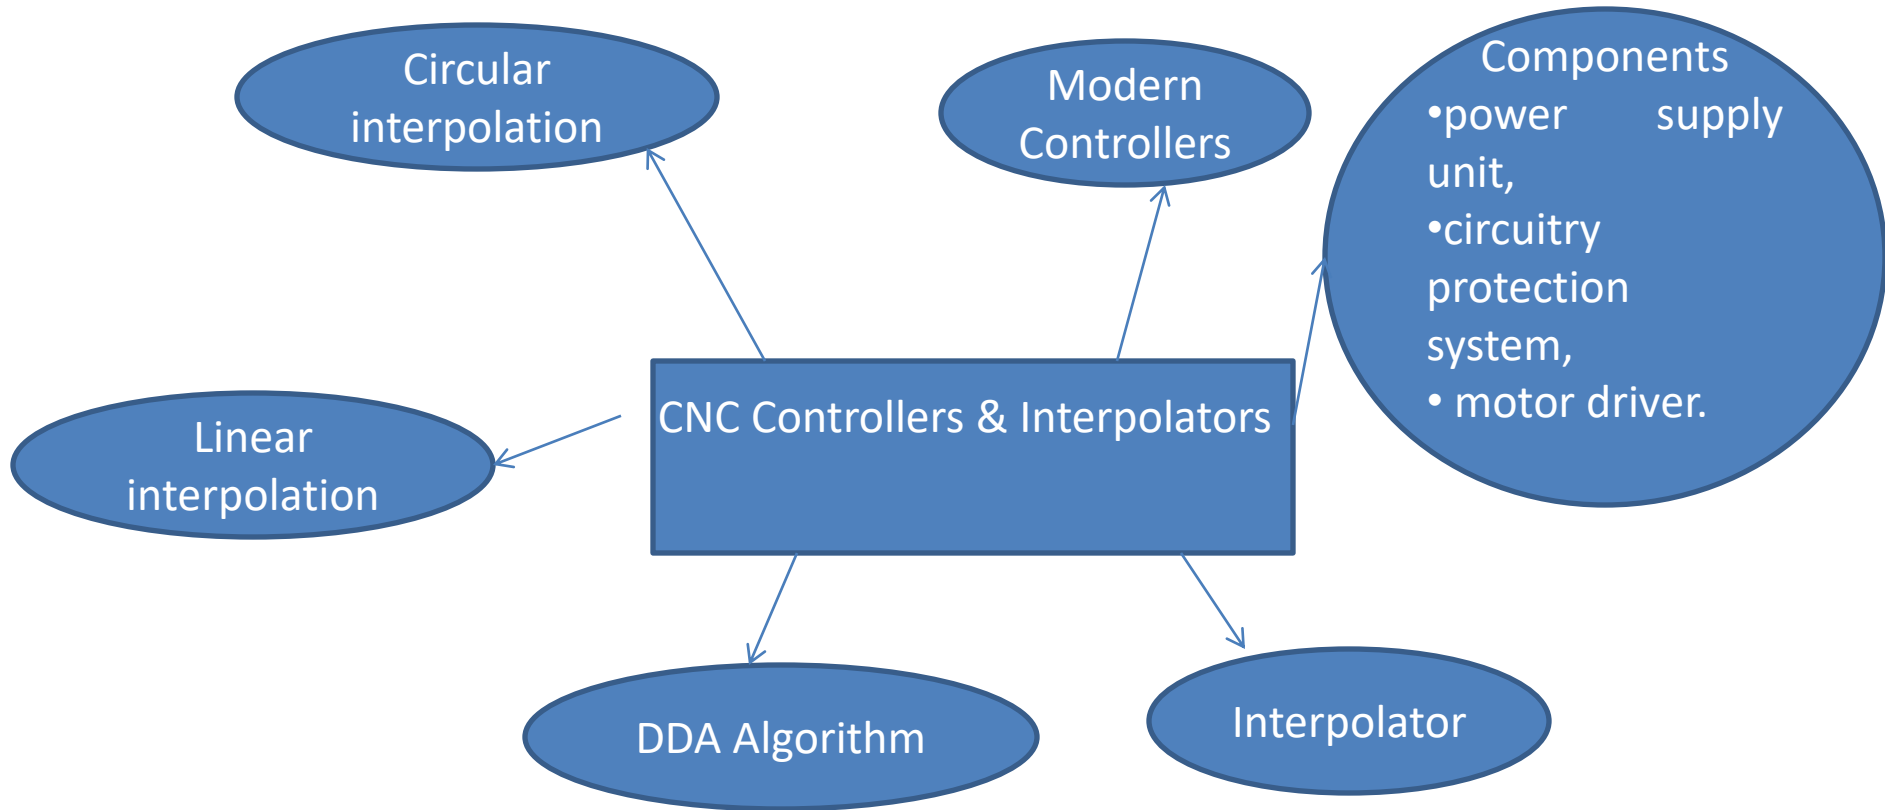 Circular
interpolation
Modern
Controllers
Components
•power supply
unit,
•circuitry
protection
system,
• motor driver.
CNC Controllers & Interpolators
Linear
interpolation
DDA Algorithm
Interpolator